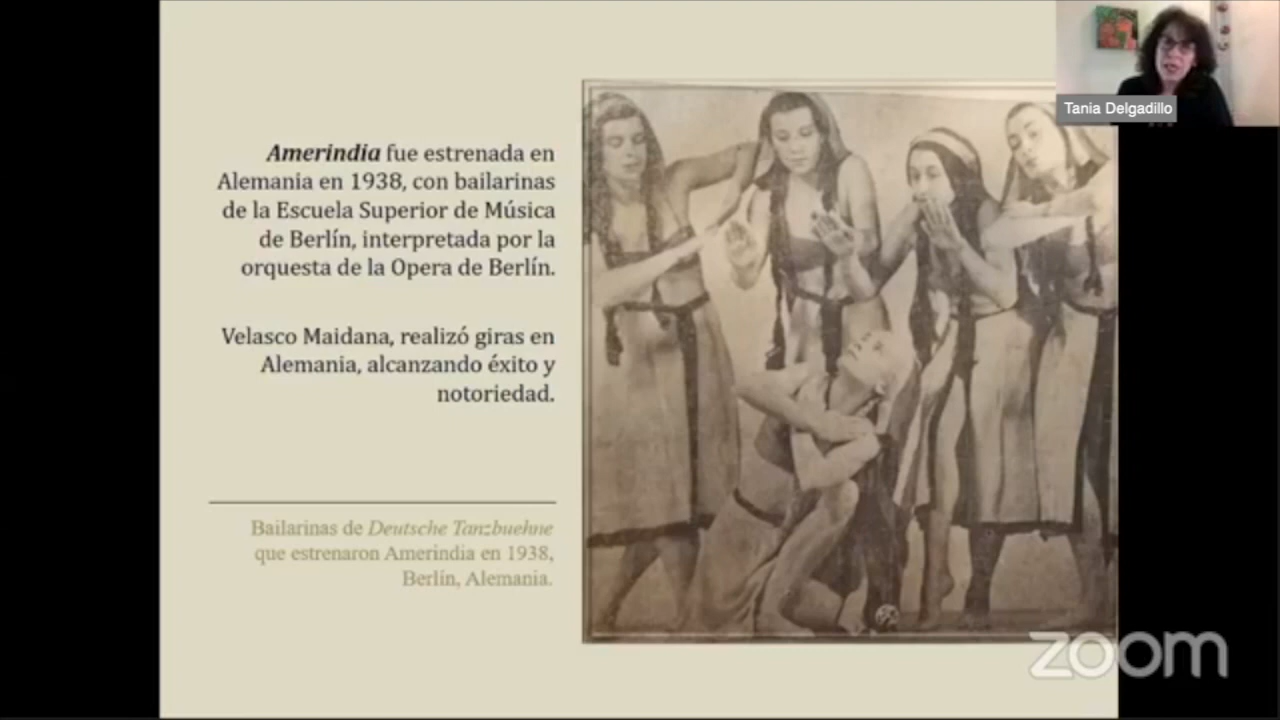 Tania Delgadillo
Amerindia fue estrenada en
Alemania en 1938, con bailarinas
de la Escuela Superior de Música
de Berlín, interpretada por la
orquesta de la Opera de Berlín.
Velasco Maidana, realizó giras en
Alemania, alcanzando éxito y
notoriedad.
Bailarinas de Deutsche Tanzbuehne
que estrenaron Amerindia en 1938,
Berlín, Alemania.
zoom